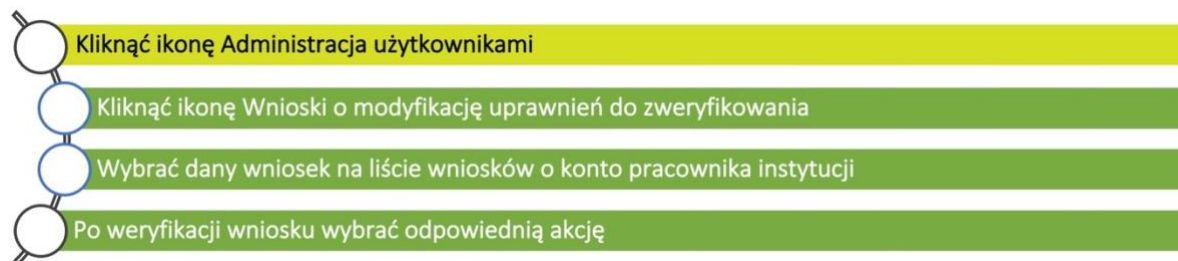 Kliknąć ikonę Administracja użytkownikami
Kliknąć ikonę Wnioski o modyfikację uprawnień do zweryfikowania
Wybrać dany wniosek na liście wniosków o konto pracownika instytucji
Po weryfikacji wniosku wybrać odpowiednią akcję